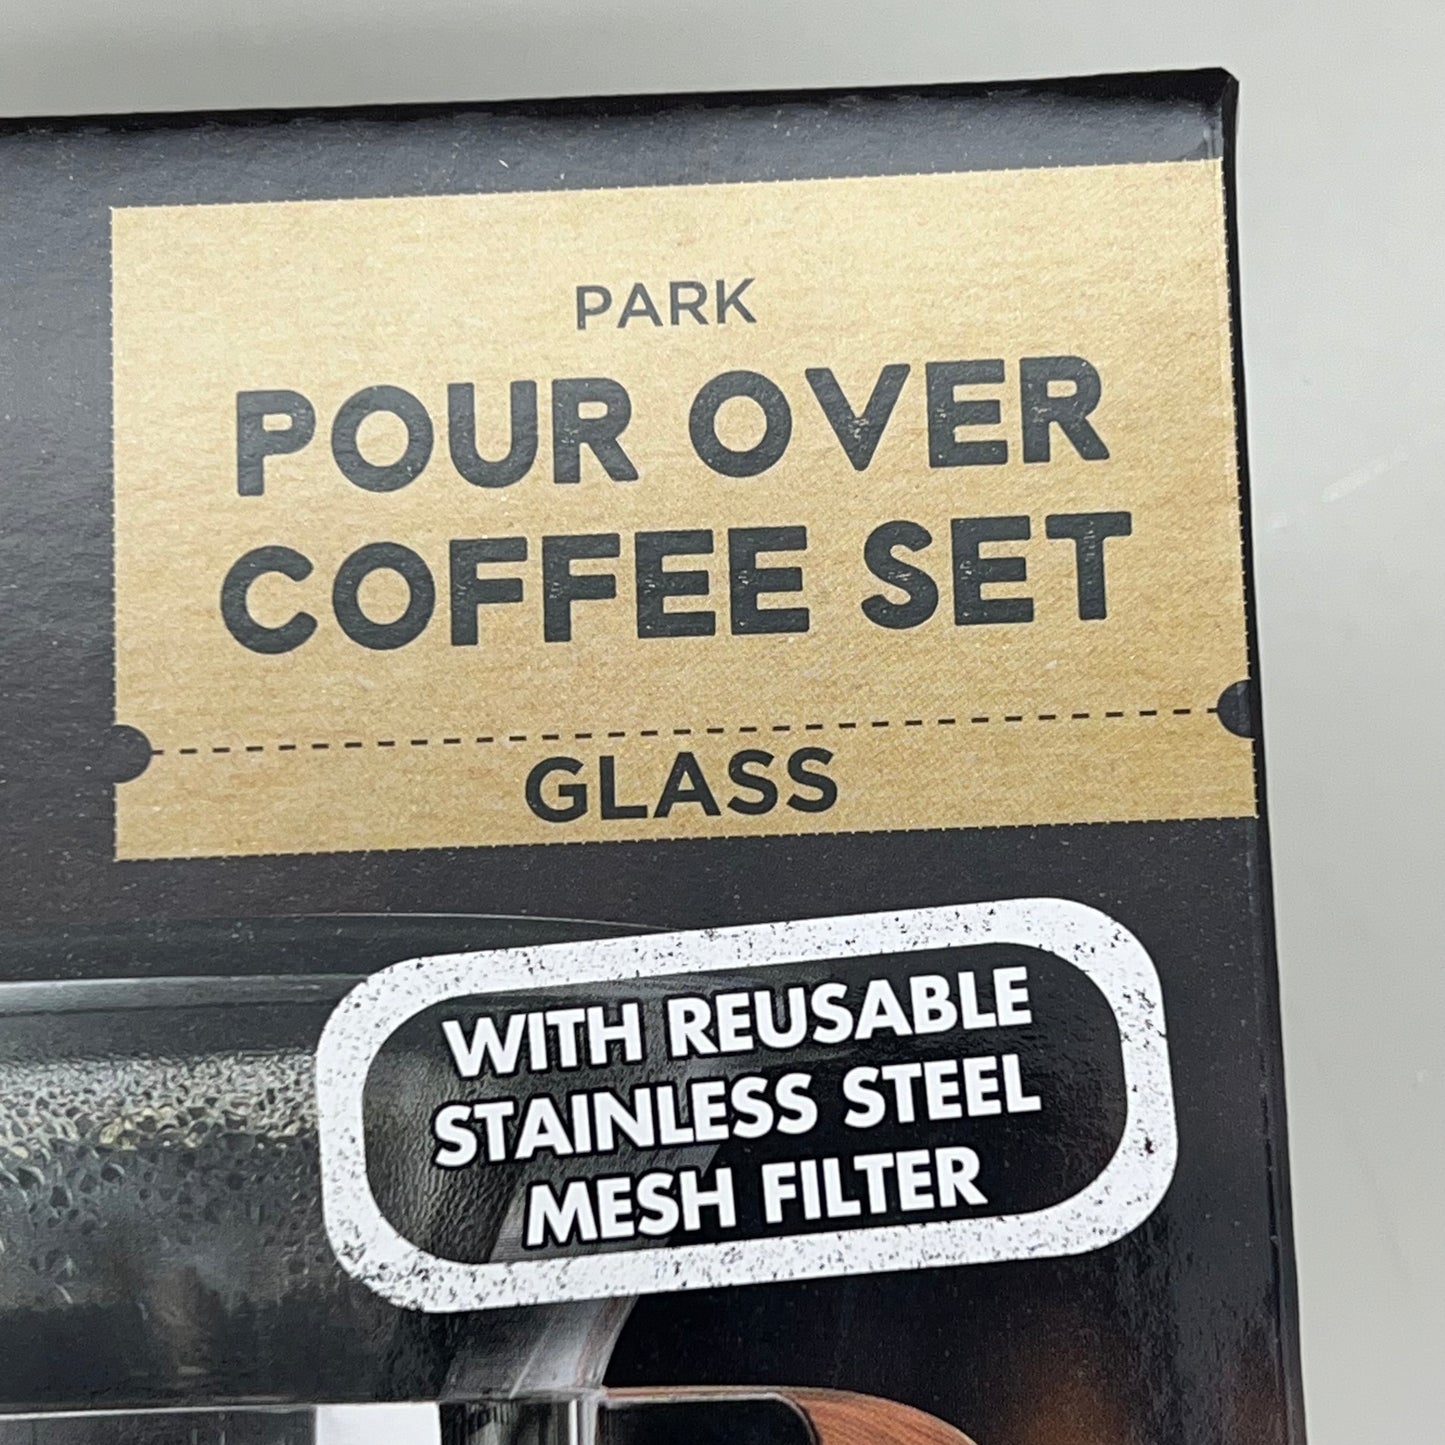 PARK
POUR OVER
COFFEE SET
GLASS
WITH REUSABLE
STAINLESS STEEL
MESH FILTER